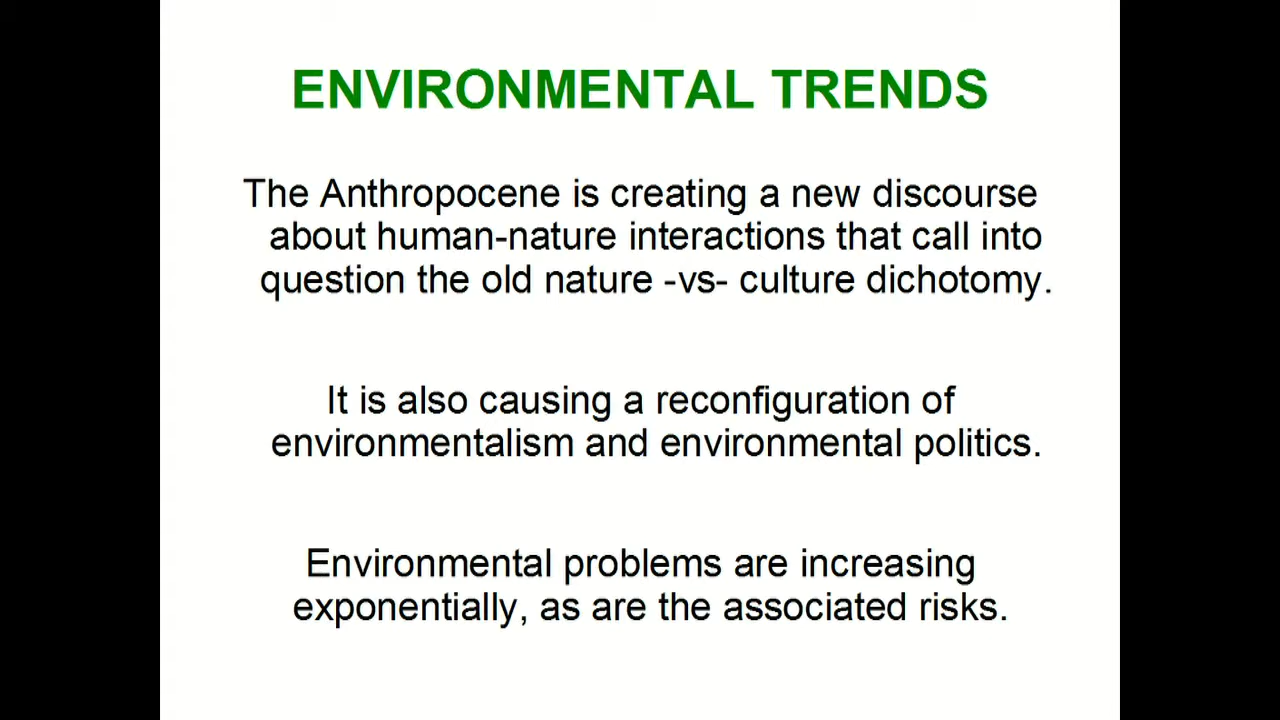 ENVIRONMENTAL TRENDS
The Anthropocene is creating a new discourse
about human-nature interactions that call into
question the old nature -vs- culture dichotomy.
It is also causing a reconfiguration of
environmentalism and environmental politics.
Environmental problems are increasing
exponentially, as are the associated risks.